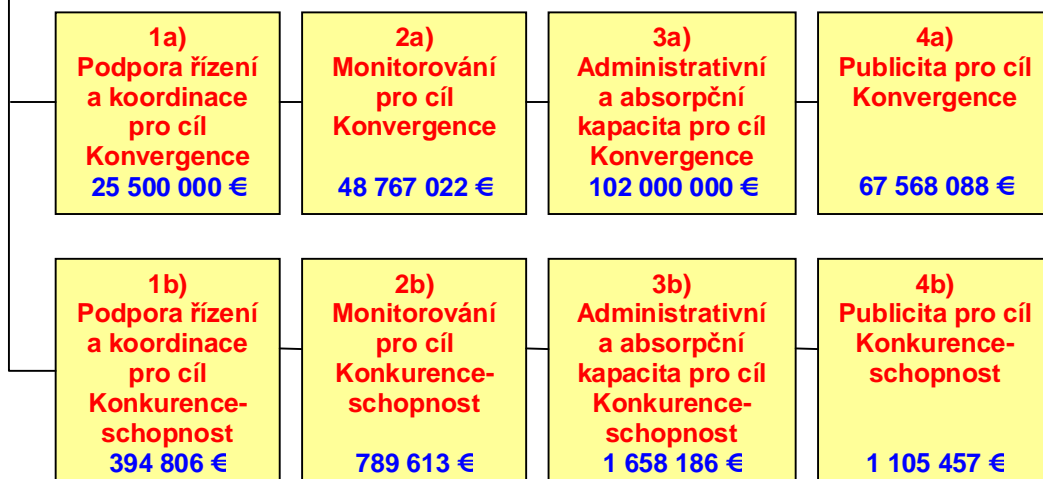 1a)
Podpora řízení
a koordinace
pro cíl
Konvergence
25 500 000 €
2a)
Monitorování
pro cíl
Konvergence
48 767 022 €
3a)
Administrativní
a absorpční
kapacita pro cíl
Konvergence
102 000 000 €
4a)
Publicita pro cíl
Konvergence
67 568 088 €
1b)
Podpora řízení
a koordinace
pro cíl
Konkurence-
schopnost
394 806 €
2b)
Monitorování
pro cíl
Konkurence-
schopnost
789 613 €
3b)
Administrativní
a absorpční
kapacita pro cíl
Konkurence-
schopnost
1 658 186 €
4b)
Publicita pro cíl
Konkurence-
schopnost
1 105 457 €